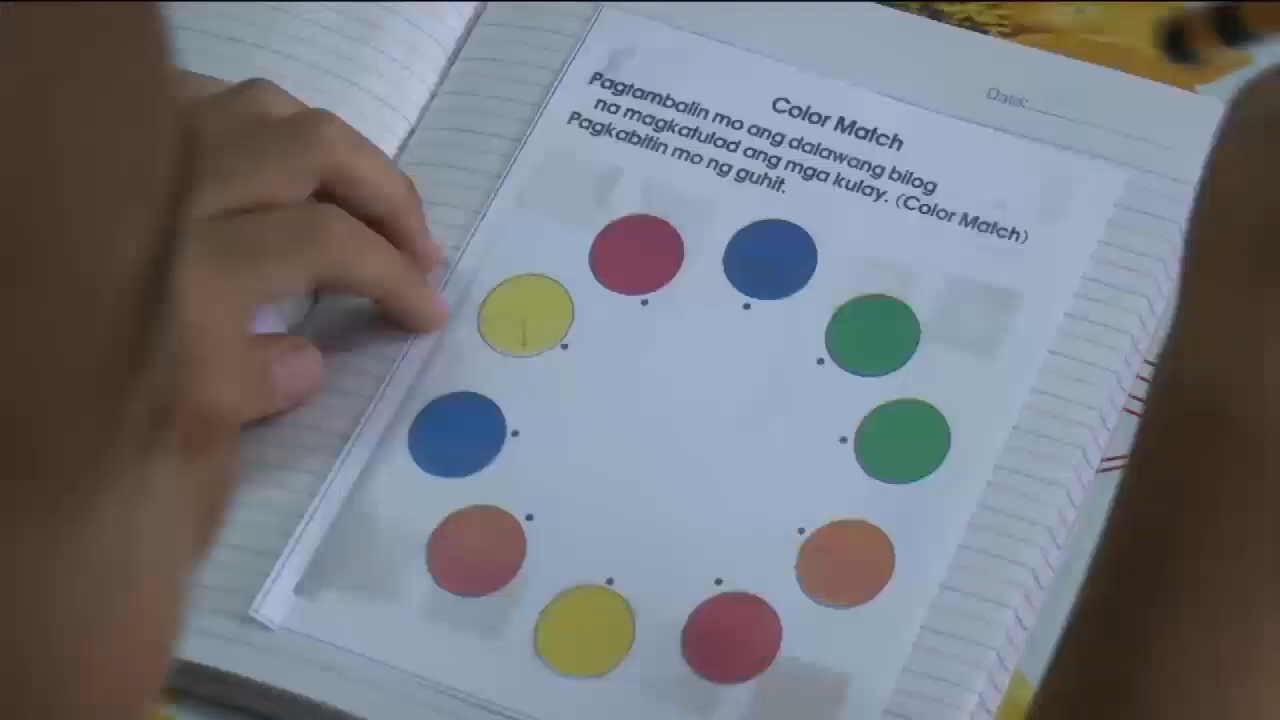 Date:
Color Match
Pagtambalin mo ang dalawang bilog
na magkatulad ang mga kulay. (Color Match)
Pagkabitin mo ng guhit.